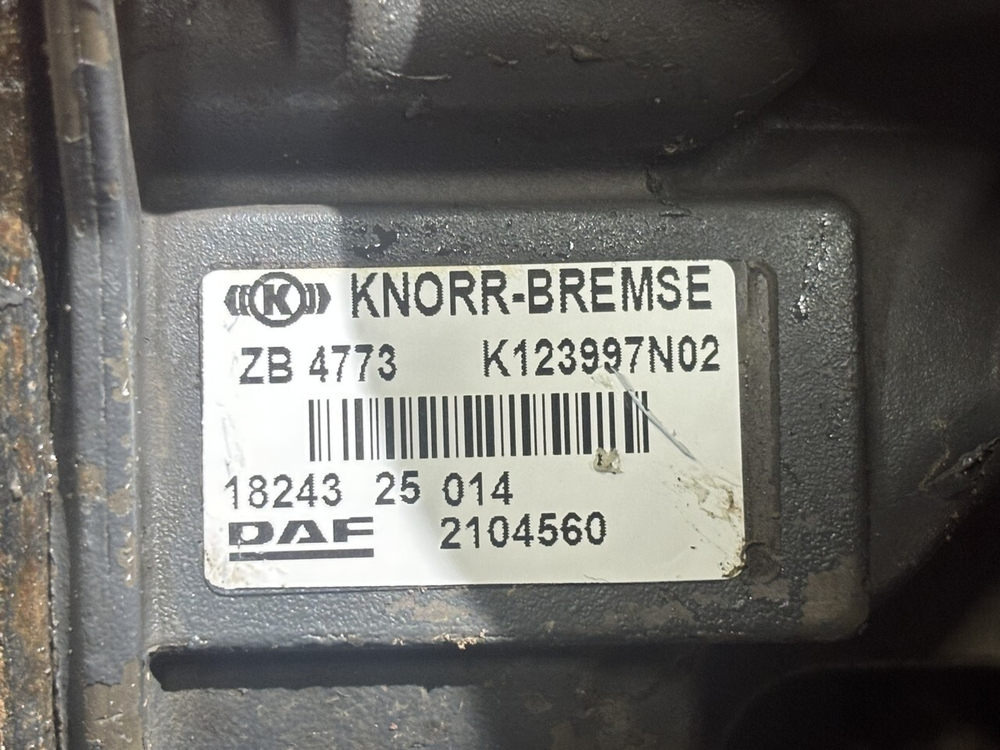 K KNORR-BREMSE
ZB 4773 K123997N02
18243 25 014
DAF 2104560